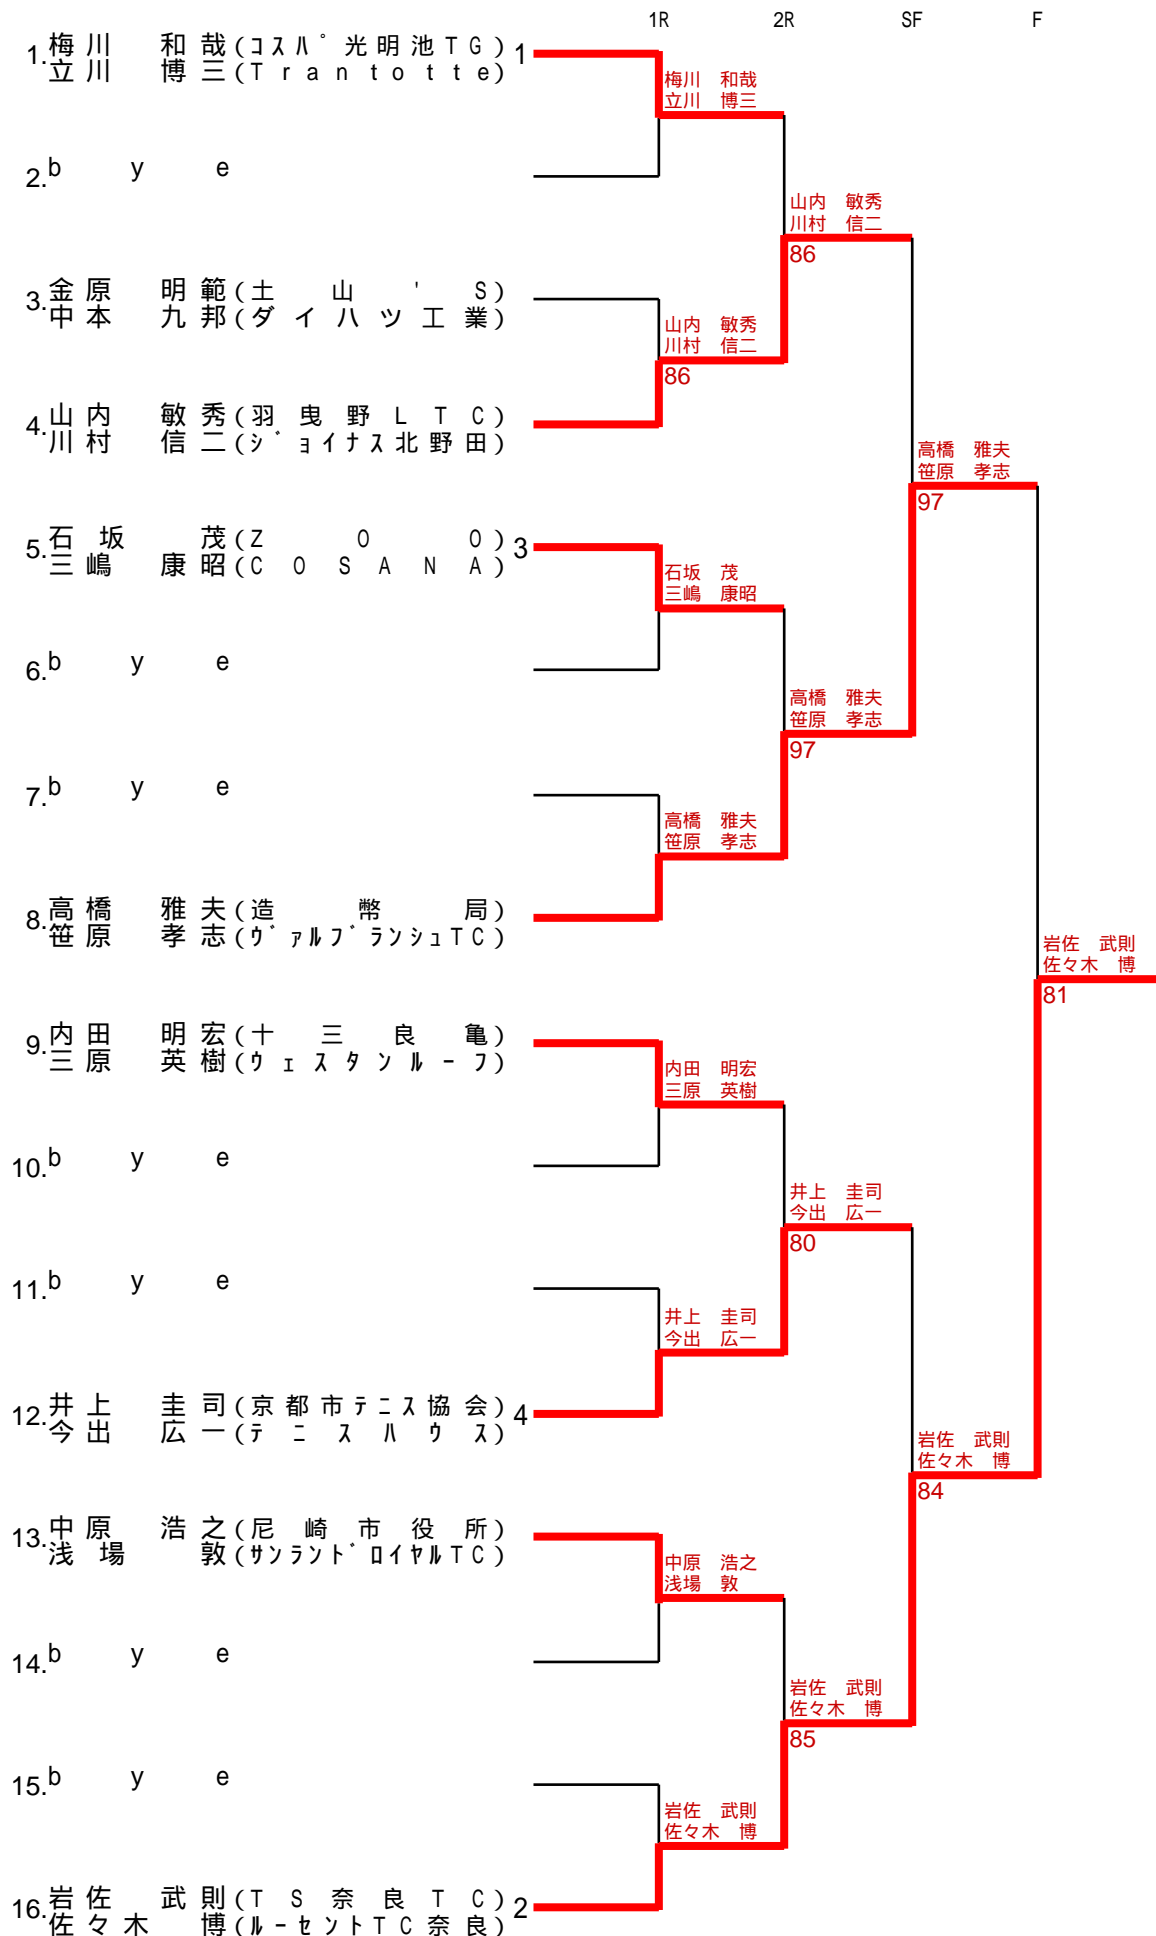 1R 2R SF F
1. 梅川 和哉(コスパ光明池TG) 1
立川 博三(Trantotte)
梅川 和哉
立川 博三
2. bye
山内 敏秀
川村 信二
86
3. 金原 明範(土山'S)
中本 九邦(ダイハツ工業)
山内 敏秀
川村 信二
86
4. 山内 敏秀(羽曳野LTC)
川村 信二(ジョイナス北野田)
高橋 雅夫
笹原 孝志
97
5. 石坂 茂(ZOO) 3
三嶋 康昭(COSANA)
石坂 茂
三嶋 康昭
6. bye
高橋 雅夫
笹原 孝志
97
7. bye
高橋 雅夫
笹原 孝志
8. 高橋 雅夫(造幣局)
笹原 孝志(ヴァルブランシュTC)
岩佐 武則
佐々木 博
81
9. 内田 明宏(十三良亀)
三原 英樹(ウェスタンルーフ)
内田 明宏
三原 英樹
10. bye
井上 圭司
今出 広一
80
11. bye
井上 圭司
今出 広一
12. 井上 圭司(京都市テニス協会) 4
今出 広一(テニスハウス)
岩佐 武則
佐々木 博
84
13. 中原 浩之(尼崎市役所)
浅場 敦(サンランドロイヤルTC)
中原 浩之
浅場 敦
14. bye
岩佐 武則
佐々木 博
85
15. bye
岩佐 武則
佐々木 博
16. 岩佐 武則(TS奈良TC) 2
佐々木 博(ルーセントTC奈良)